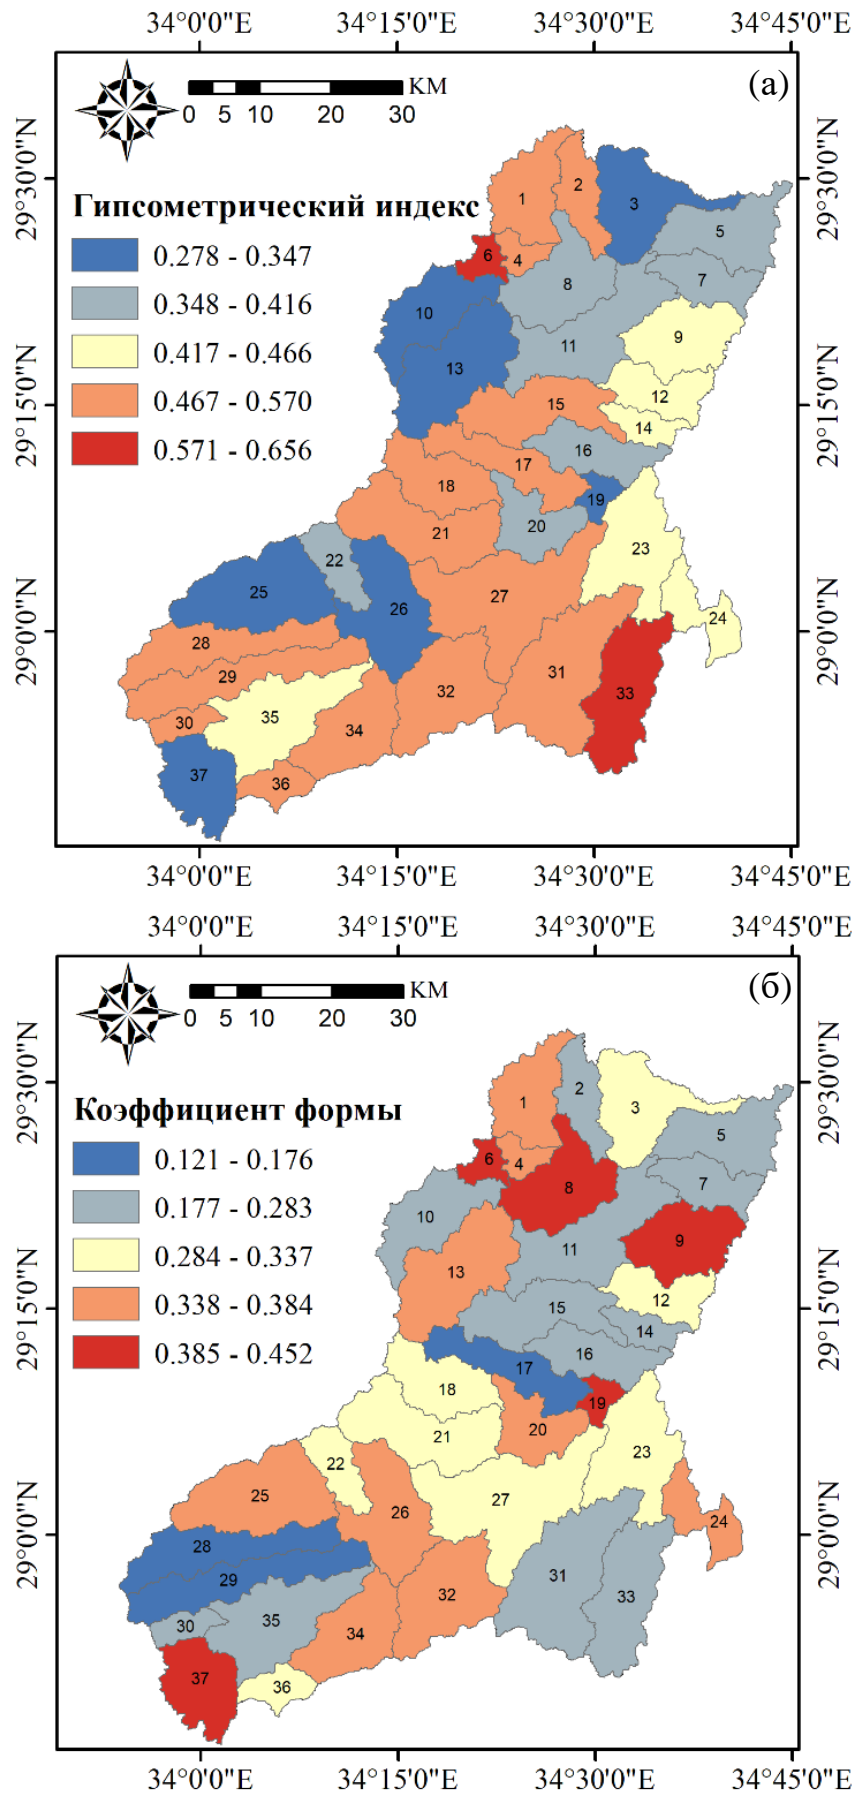 34°0'0"E 34°15'0"E 34°30'0"E 34°45'0"E
(а)
KM
0 5 10 20 30
29°30'0"N 29°30'0"N
Гипсометрический индекс
0.278 - 0.347
0.348 - 0.416
0.417 - 0.466
0.467 - 0.570
0.571 - 0.656
29°15'0"N 29°15'0"N
29°0'0"N 29°0'0"N
1
2
3
4
5
6
7
8
9
10
11
12
13
14
15
16
17
18
19
20
21
22
23
24
25
26
27
28
29
30
31
32
33
34
35
36
37
34°0'0"E 34°15'0"E 34°30'0"E 34°45'0"E
34°0'0"E 34°15'0"E 34°30'0"E 34°45'0"E
(б)
KM
0 5 10 20 30
29°30'0"N 29°30'0"N
Коэффициент формы
0.121 - 0.176
0.177 - 0.283
0.284 - 0.337
0.338 - 0.384
0.385 - 0.452
29°15'0"N 29°15'0"N
29°0'0"N 29°0'0"N
1
2
3
4
5
6
7
8
9
10
11
12
13
14
15
16
17
18
19
20
21
22
23
24
25
26
27
28
29
30
31
32
33
34
35
36
37
34°0'0"E 34°15'0"E 34°30'0"E 34°45'0"E